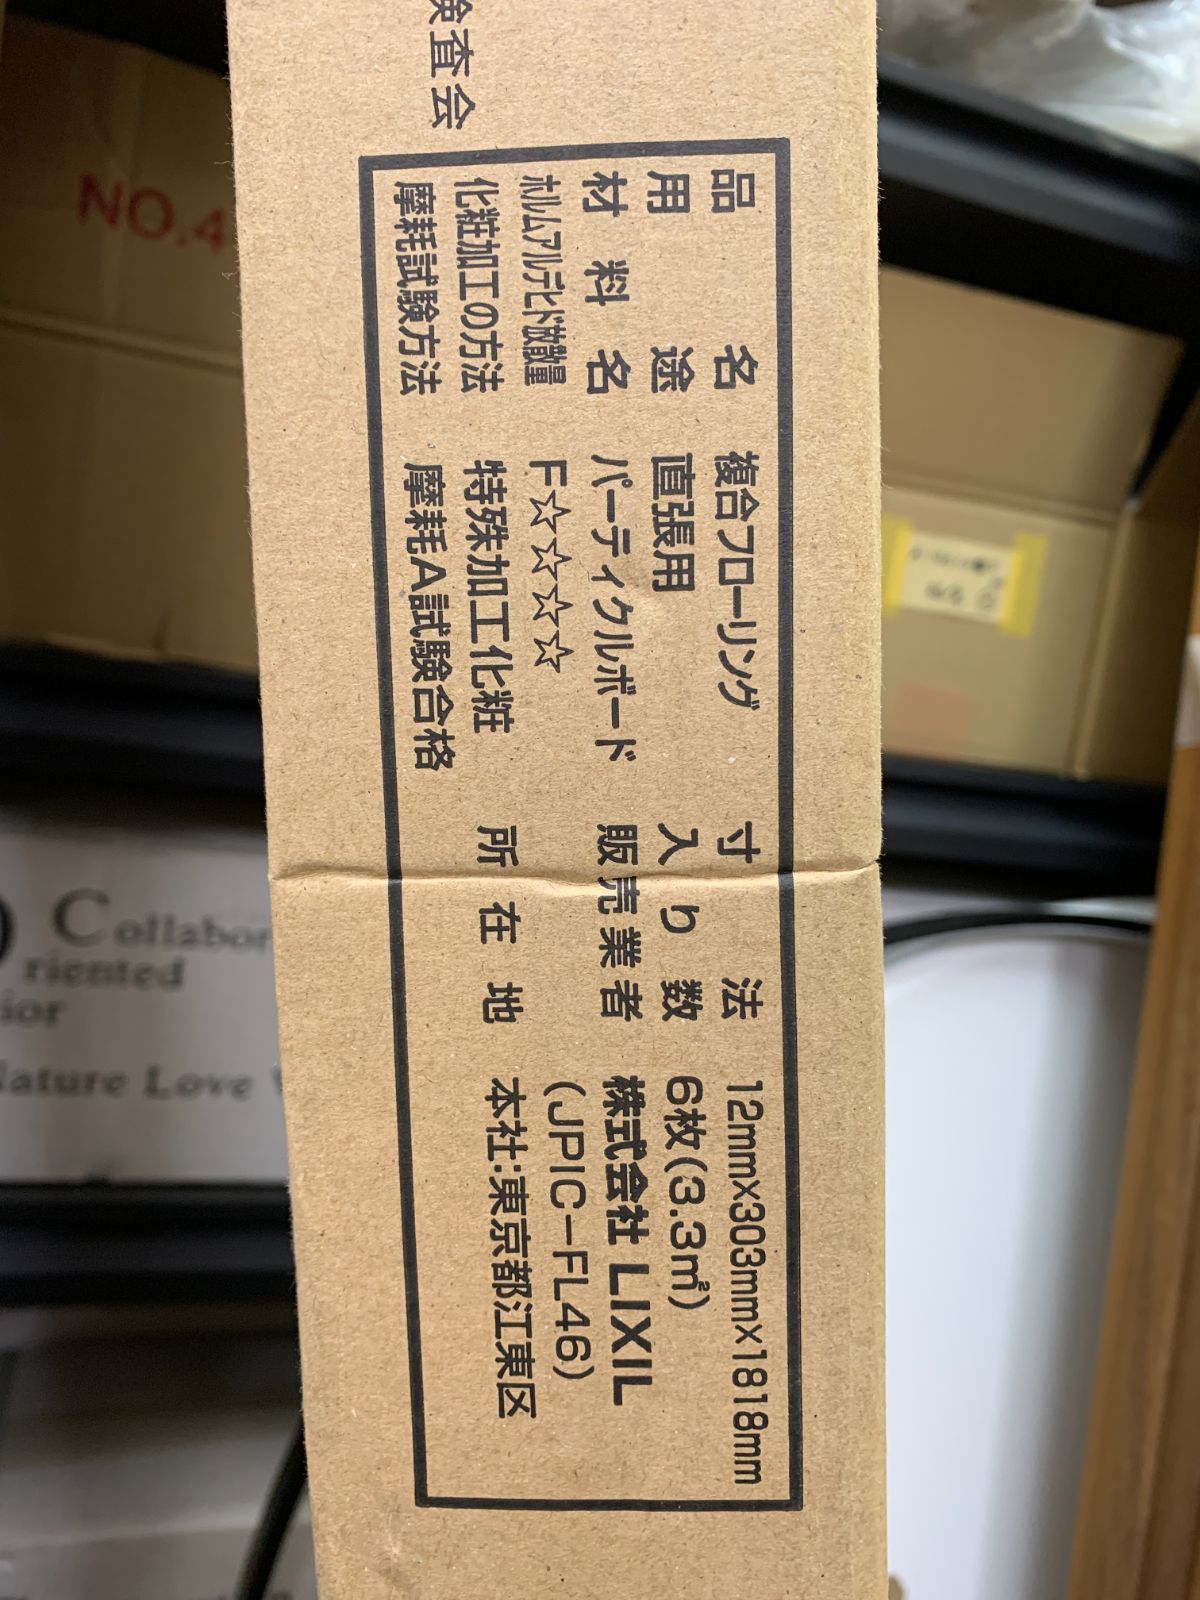 検査会
品名 複合フローリング
用途 直張用
材料名 パーティクルボード
ホルムアルデヒド放散量 F☆☆☆☆
化粧加工の方法 特殊加工化粧
摩耗試験方法 摩耗A試験合格
寸法 12mm×303mm×1818mm
入り数 6枚(3.3㎡)
販売業者 株式会社 LIXIL
(JPIC-FL46)
所在地 本社:東京都江東区
NO.4
Collabor
riented
ior
Nature Love